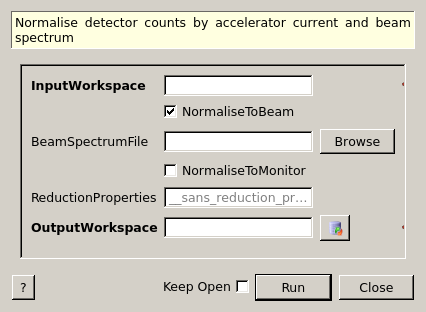 Normalise detector counts by accelerator current and beam
spectrum
InputWorkspace
NormaliseToBeam
BeamSpectrumFile
Browse
NormaliseToMonitor
ReductionProperties
__sans_reduction_pr...
OutputWorkspace
?
Keep Open
Run
Close